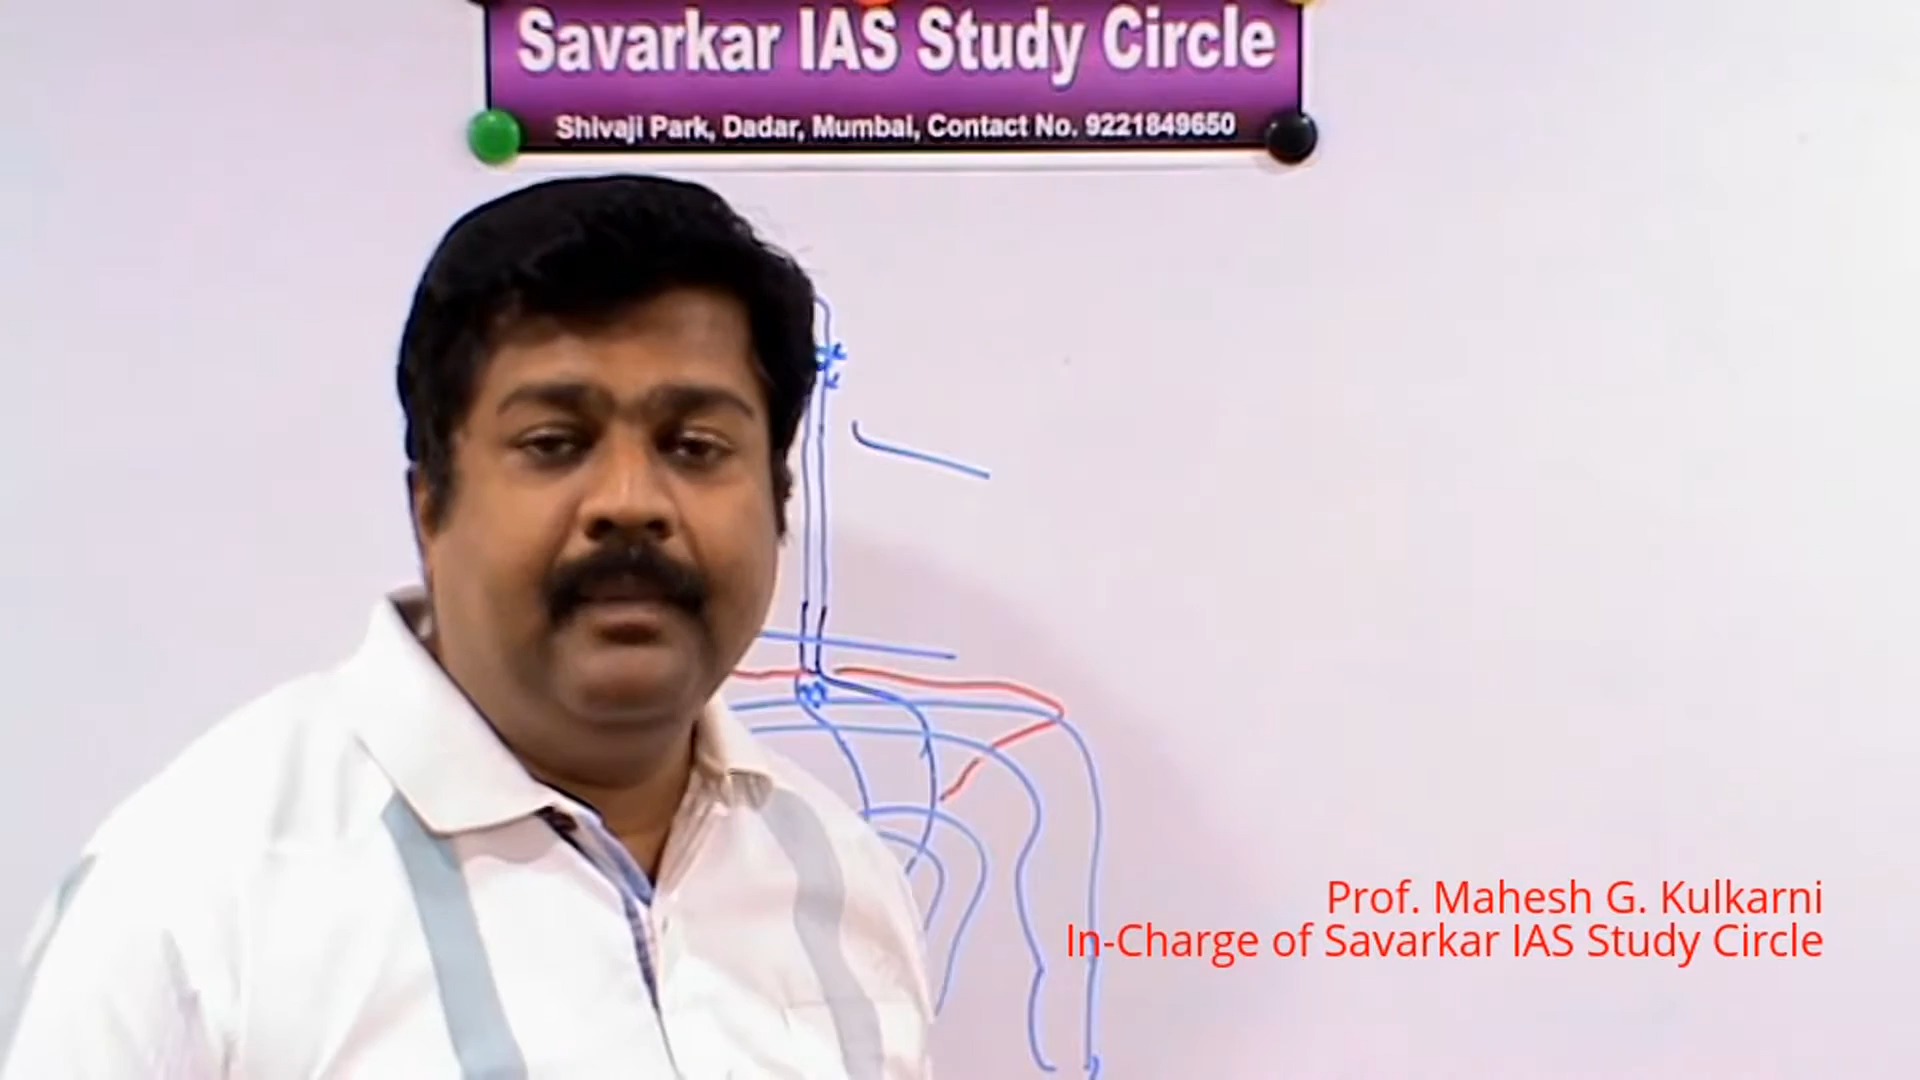 Savarkar IAS Study Circle
Shivaji Park, Dadar, Mumbai, Contact No. 9221849650
Prof. Mahesh G. Kulkarni
In-Charge of Savarkar IAS Study Circle